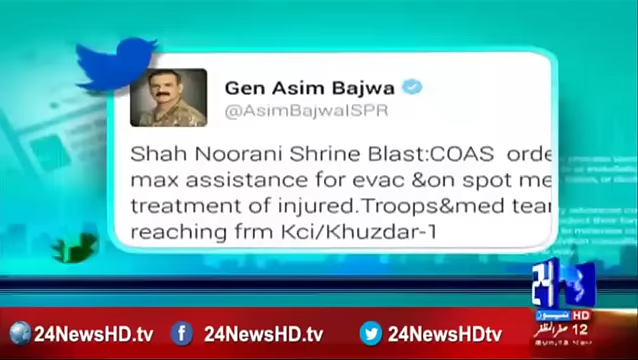 Gen Asim Bajwa
@AsimBajwaISPR
Shah Noorani Shrine Blast:COAS orde
max assistance for evac &on spot me
treatment of injured.Troops&med tear
reaching frm Kci/Khuzdar-1
24
HD
12
24NewsHD.tv
24NewsHD.tv
24NewsHDtv